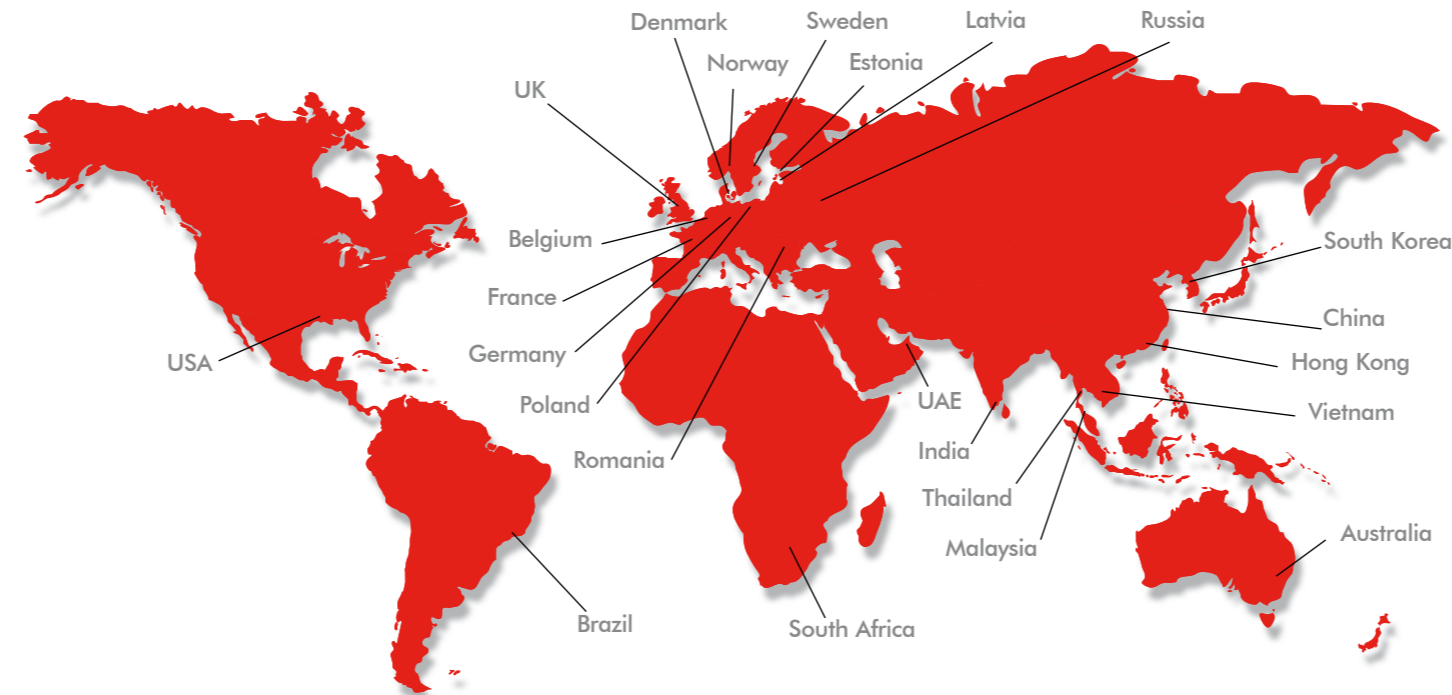 Denmark
Sweden
Latvia
Russia
Norway
Estonia
UK
Belgium
South Korea
France
China
USA
Germany
Hong Kong
Poland
UAE
Vietnam
Romania
India
Thailand
Malaysia
Australia
Brazil
South Africa